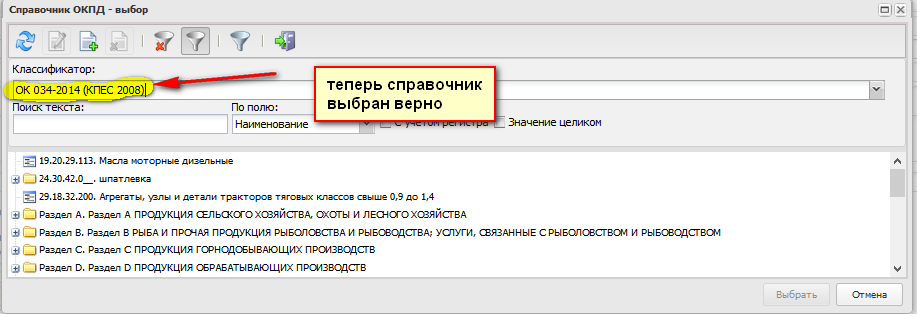 Справочник ОКПД - выбор
Классификатор:
ОК 034-2014 (КПЕС 2008)
теперь справочник
выбран верно
Поиск текста:
По полю:
Наименование
С учетом регистра
Значение целиком
19.20.29.113. Масла моторные дизельные
24.30.42.0__. шпатлевка
29.18.32.200. Агрегаты, узлы и детали тракторов тяговых классов свыше 0,9 до 1,4
Раздел A. Раздел A ПРОДУКЦИЯ СЕЛЬСКОГО ХОЗЯЙСТВА, ОХОТЫ И ЛЕСНОГО ХОЗЯЙСТВА
Раздел B. Раздел B РЫБА И ПРОЧАЯ ПРОДУКЦИЯ РЫБОЛОВСТВА И РЫБОВОДСТВА; УСЛУГИ, СВЯЗАННЫЕ С РЫБОЛОВСТВОМ И РЫБОВОДСТВОМ
Раздел C. Раздел C ПРОДУКЦИЯ ГОРНОДОБЫВАЮЩИХ ПРОИЗВОДСТВ
Раздел D. Раздел D ПРОДУКЦИЯ ОБРАБАТЫВАЮЩИХ ПРОИЗВОДСТВ
Выбрать
Отмена